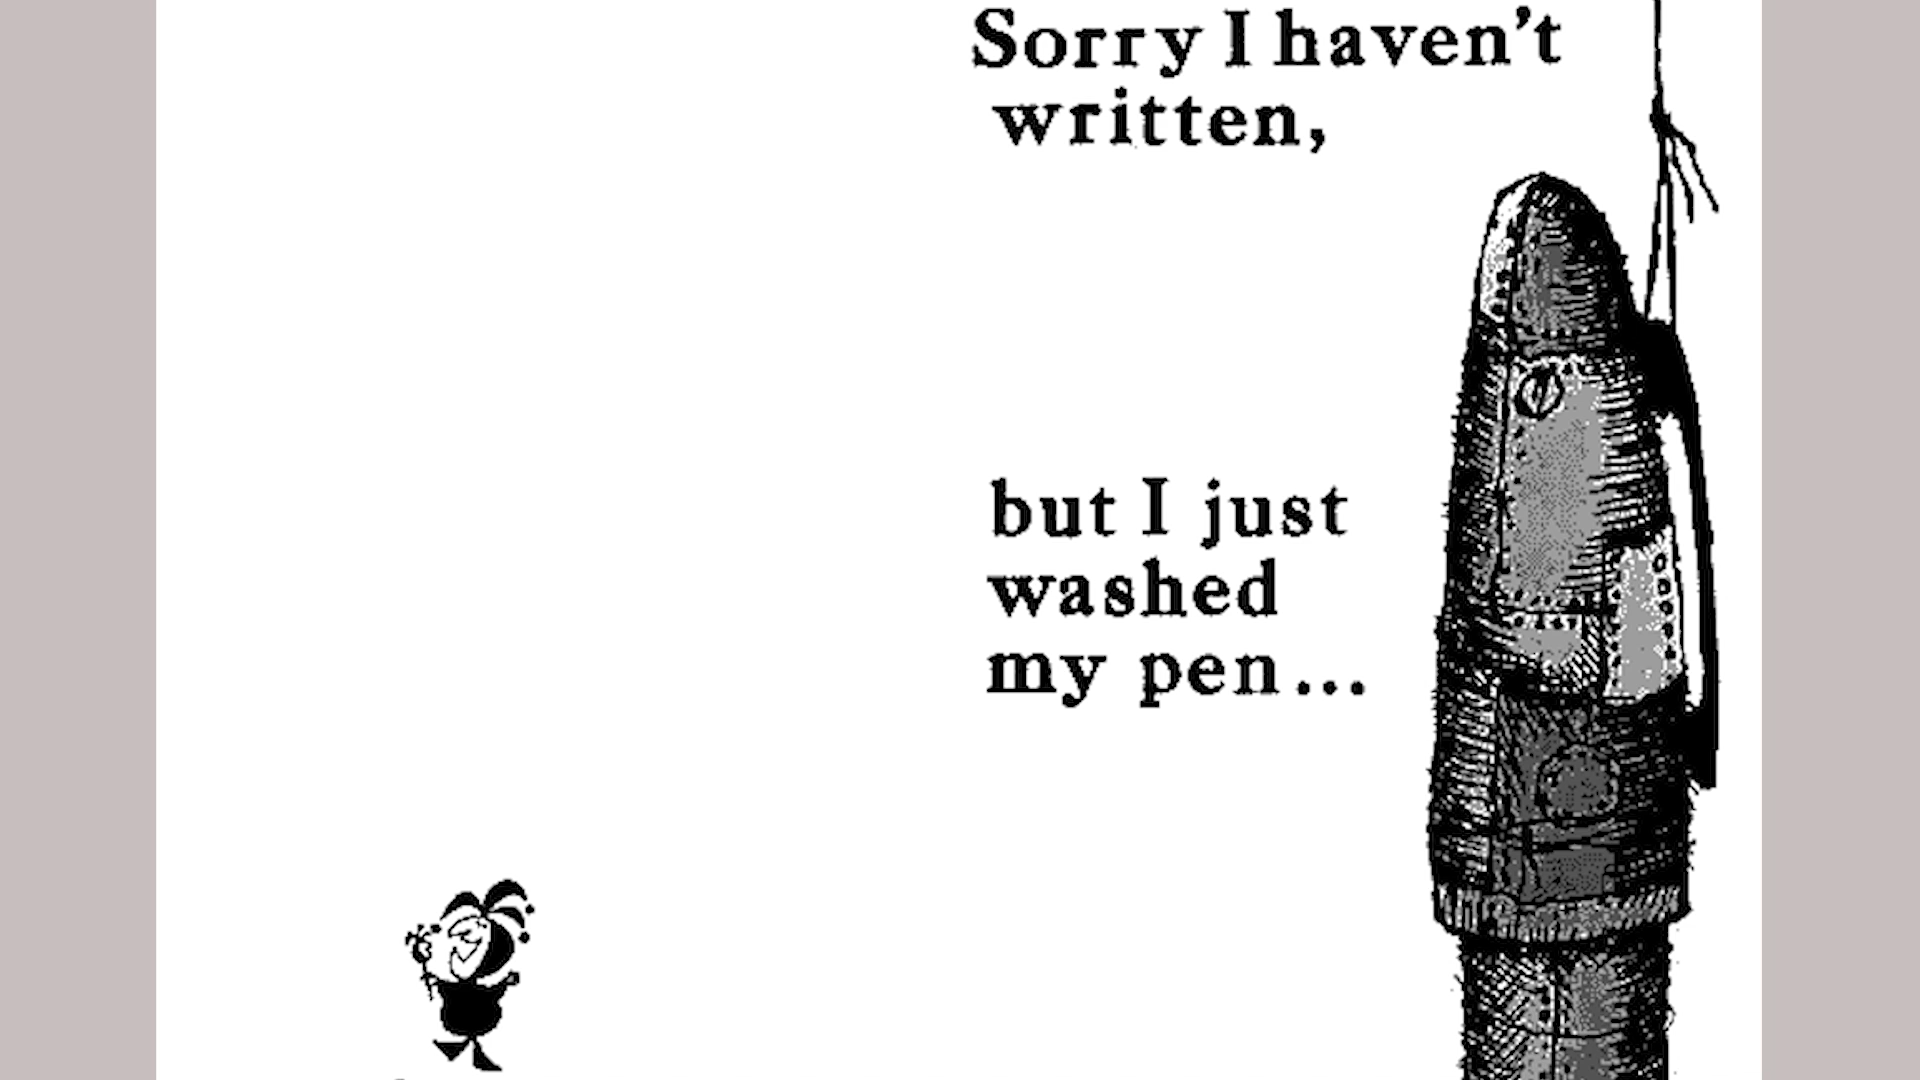 Sorry I haven't
written,
but I just
washed
my pen...